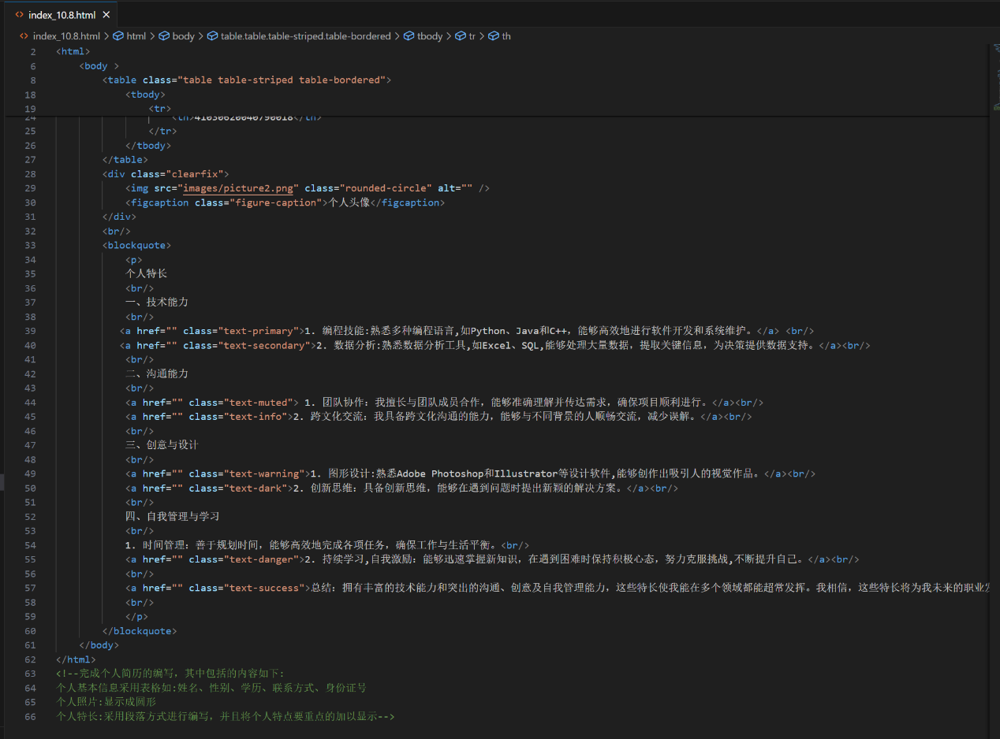 index_10.8.html
index_10.8.html > html > body > table.table.table-striped.table-bordered > tbody > tr > th
2 <html>
6 <body >
8 <table class="table table-striped table-bordered">
18 <tbody>
19 <tr>
24 <th>41030620040790018</th>
25 </tr>
26 </tbody>
27 </table>
28 <div class="clearfix">
29 <img src="images/picture2.png" class="rounded-circle" alt="" />
30 <figcaption class="figure-caption">个人头像</figcaption>
31 </div>
32 <br/>
33 <blockquote>
34 <p>
35 个人特长
36 <br/>
37 一、技术能力
38 <br/>
39 <a href="" class="text-primary">1. 编程技能:熟悉多种编程语言,如Python、Java和C++，能够高效地进行软件开发和系统维护。</a> <br/>
40 <a href="" class="text-secondary">2. 数据分析:熟悉数据分析工具,如Excel、SQL,能够处理大量数据，提取关键信息，为决策提供数据支持。</a><br/>
41 <br/>
42 二、沟通能力
43 <br/>
44 <a href="" class="text-muted"> 1. 团队协作：我擅长与团队成员合作，能够准确理解并传达需求，确保项目顺利进行。</a><br/>
45 <a href="" class="text-info">2. 跨文化交流：我具备跨文化沟通的能力，能够与不同背景的人顺畅交流，减少误解。</a><br/>
46 <br/>
47 三、创意与设计
48 <br/>
49 <a href="" class="text-warning">1. 图形设计:熟悉Adobe Photoshop和Illustrator等设计软件,能够创作出吸引人的视觉作品。</a><br/>
50 <a href="" class="text-dark">2. 创新思维：具备创新思维，能够在遇到问题时提出新颖的解决方案。</a><br/>
51 <br/>
52 四、自我管理与学习
53 <br/>
54 1. 时间管理：善于规划时间，能够高效地完成各项任务，确保工作与生活平衡。<br/>
55 <a href="" class="text-danger">2. 持续学习,自我激励：能够迅速掌握新知识，在遇到困难时保持积极心态，努力克服挑战,不断提升自己。</a><br/>
56 <br/>
57 <a href="" class="text-success">总结：拥有丰富的技术能力和突出的沟通、创意及自我管理能力，这些特长使我能在多个领域都能超常发挥。我相信，这些特长将为我未来的职业发
58 <br/>
59 </p>
60 </blockquote>
61 </body>
62 </html>
63 <!--完成个人简历的编写，其中包括的内容如下：
64 个人基本信息采用表格如:姓名、性别、学历、联系方式、身份证号
65 个人照片:显示成圆形
66 个人特长:采用段落方式进行编写，并且将个人特点要重点的加以显示-->